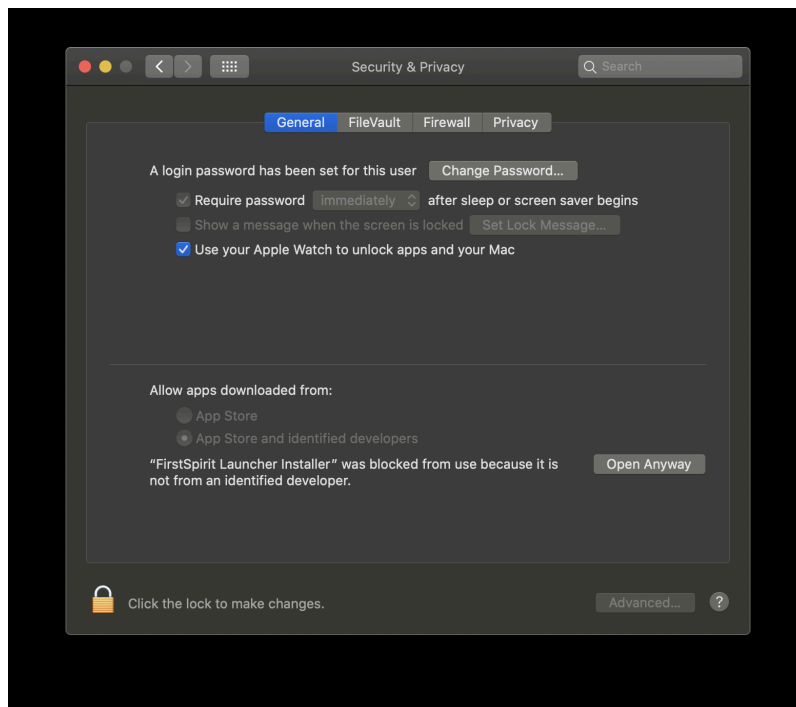 Security & Privacy
Search
General FileVault Firewall Privacy
A login password has been set for this user Change Password...
Require password immediately after sleep or screen saver begins
Show a message when the screen is locked Set Lock Message...
Use your Apple Watch to unlock apps and your Mac
Allow apps downloaded from:
App Store
App Store and identified developers
“FirstSpirit Launcher Installer” was blocked from use because it is Open Anyway
not from an identified developer.
Click the lock to make changes. Advanced... ?